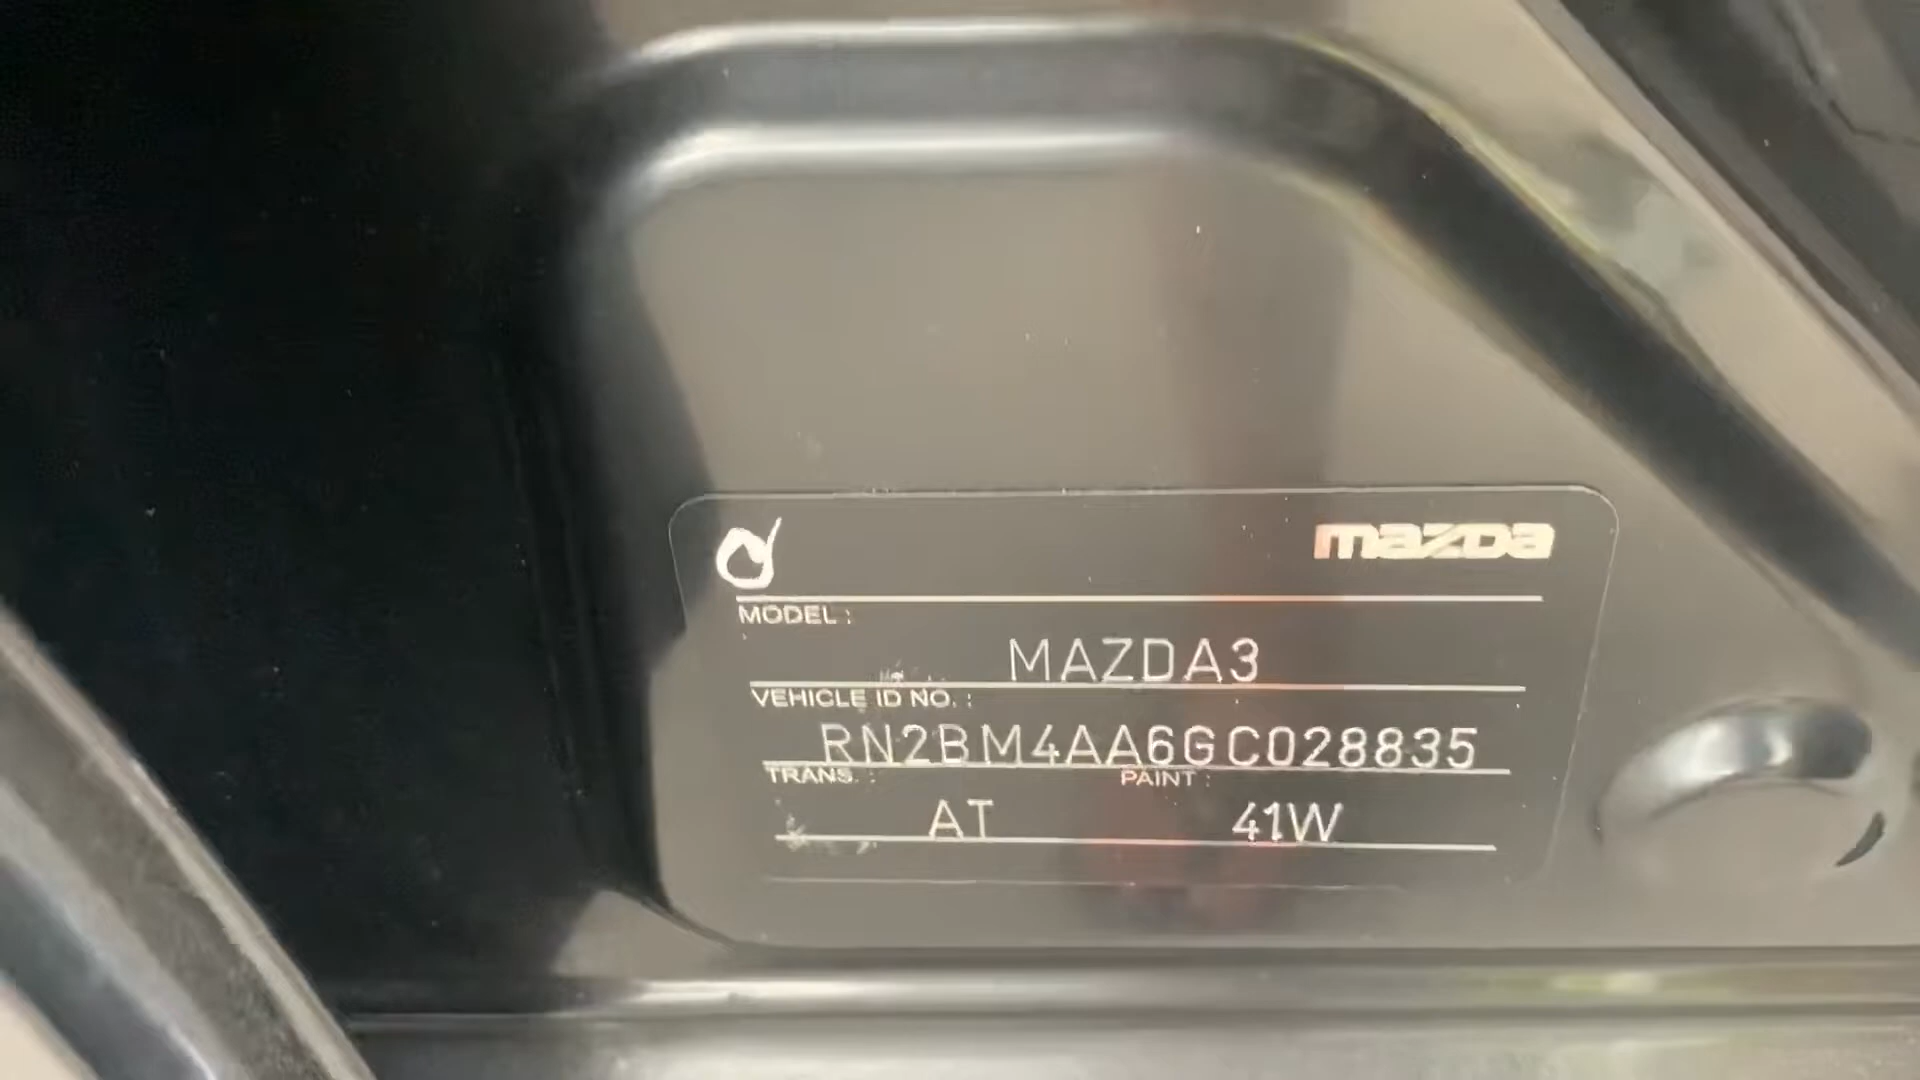 mazda
MODEL :
MAZDA3
VEHICLE ID NO. :
RN2BM4AA6GC028835
TRANS. : PAINT :
AT 41W